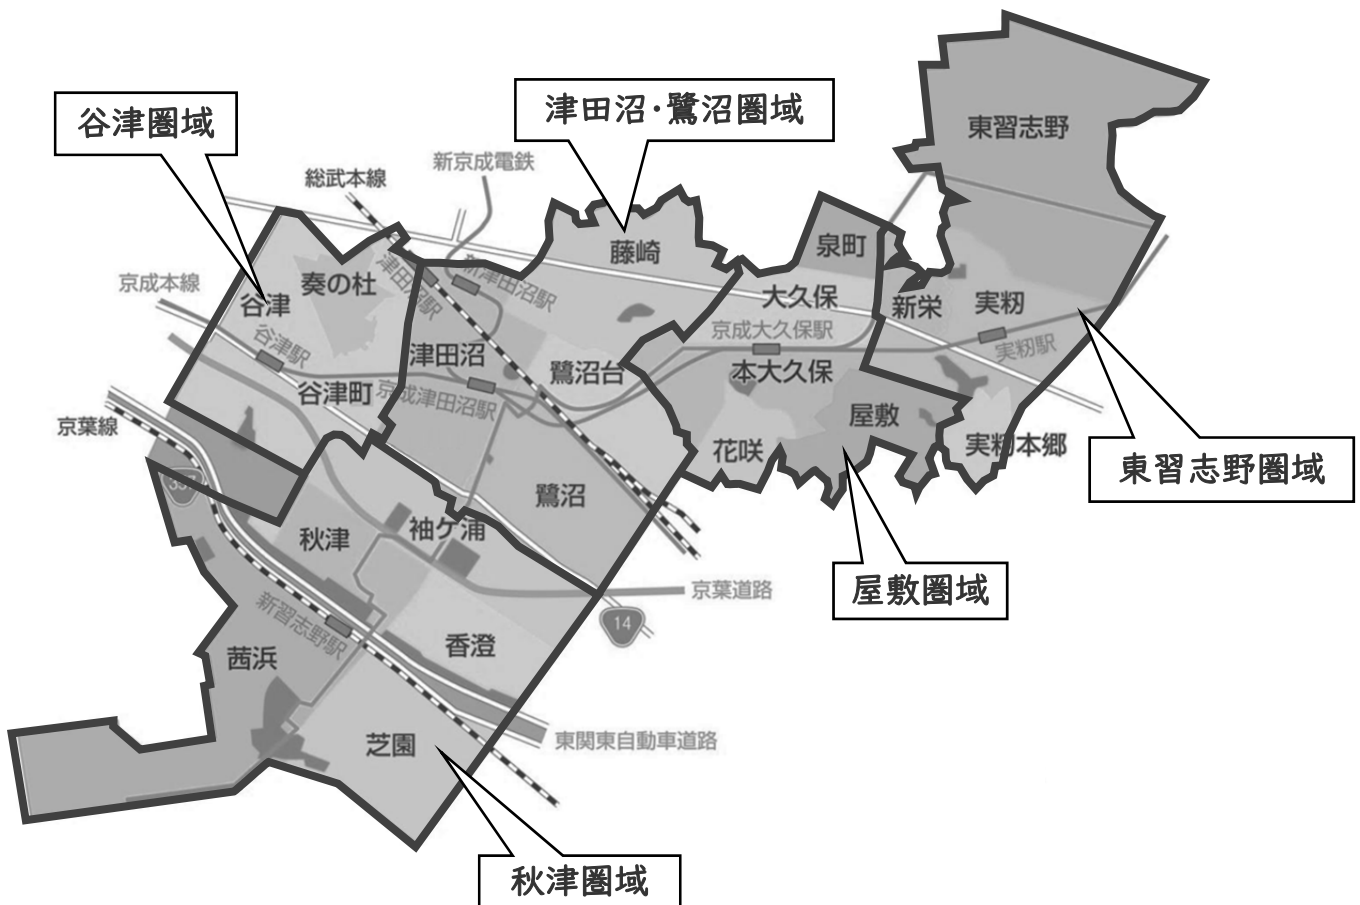 谷津圏域
津田沼・鷺沼圏域
東習志野
新京成電鉄
総武本線
藤崎
泉町
新津田沼駅
津田沼駅
奏の杜
京成本線
谷津
大久保
新栄
実籾
京成大久保駅
実籾駅
谷津駅
津田沼
鷺沼台
本大久保
谷津町
京成津田沼駅
屋敷
京葉線
花咲
実籾本郷
東習志野圏域
357
鷺沼
秋津
袖ケ浦
京葉道路
屋敷圏域
新習志野駅
14
香澄
茜浜
芝園
東関東自動車道路
秋津圏域